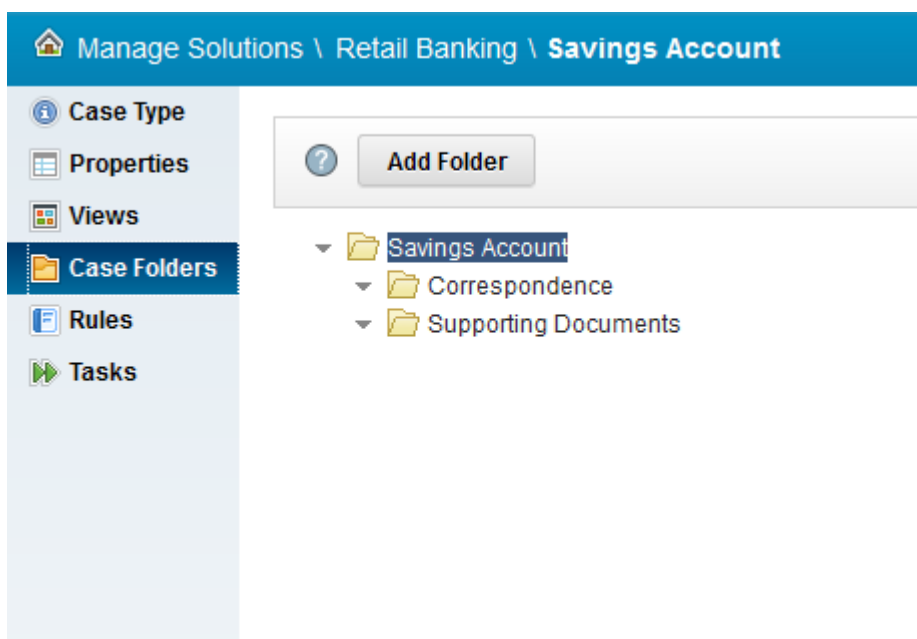 Manage Solutions \ Retail Banking \ Savings Account
Case Type
Properties
Views
Case Folders
Rules
Tasks
? Add Folder
Savings Account
Correspondence
Supporting Documents